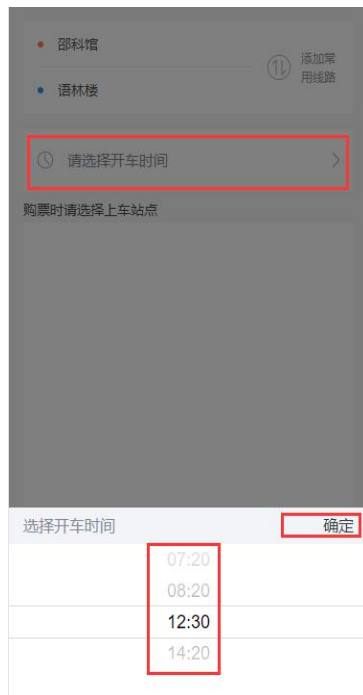 邵科馆
添加常
用线路
语林楼
请选择开车时间
购票时请选择上车站点
选择开车时间
确定
07:20
08:20
12:30
14:20